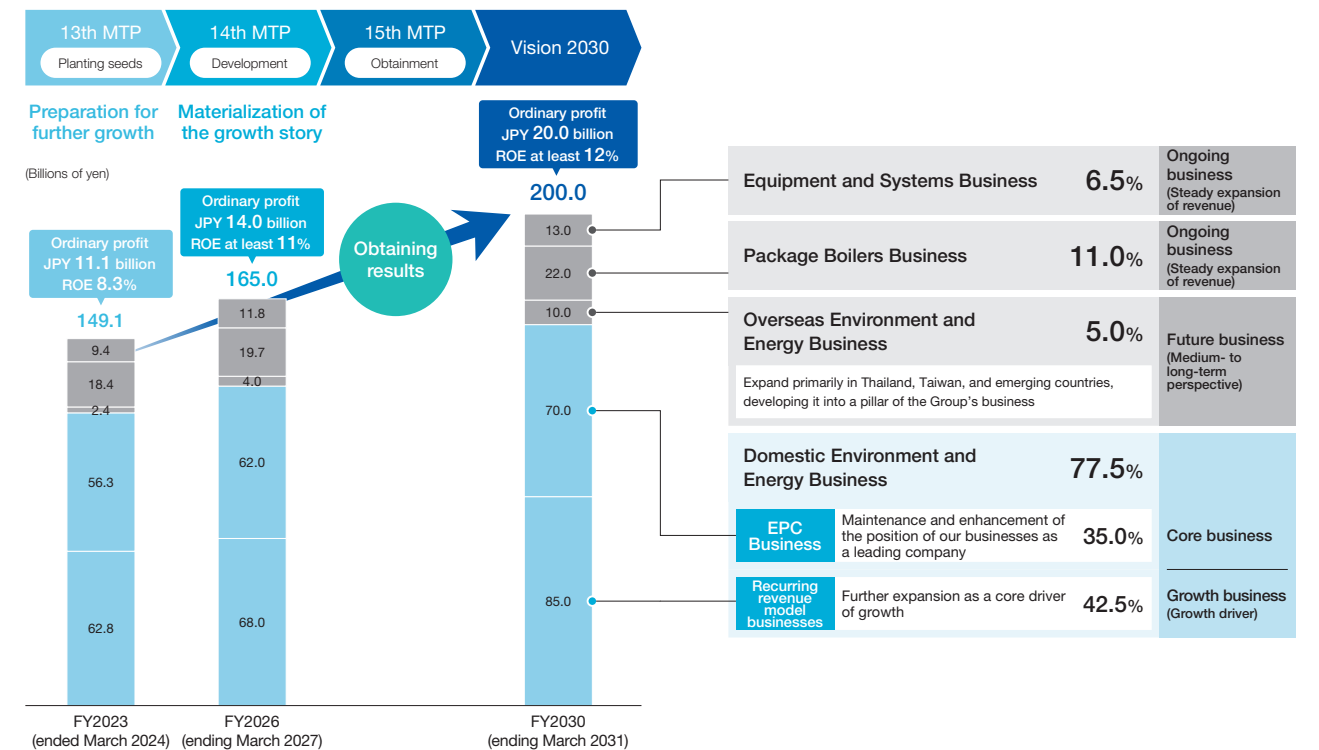 13th MTP
Planting seeds
14th MTP
Development
15th MTP
Obtainment
Vision 2030
Preparation for
further growth
Materialization of
the growth story
(Billions of yen)
Ordinary profit
JPY 11.1 billion
ROE 8.3%
149.1
9.4
18.4
2.4
56.3
62.8
FY2023
(ended March 2024)
Ordinary profit
JPY 14.0 billion
ROE at least 11%
165.0
11.8
19.7
4.0
62.0
68.0
FY2026
(ending March 2027)
Obtaining
results
Ordinary profit
JPY 20.0 billion
ROE at least 12%
200.0
13.0
22.0
10.0
70.0
85.0
FY2030
(ending March 2031)
Equipment and Systems Business
6.5%
Ongoing
business
(Steady expansion
of revenue)
Package Boilers Business
11.0%
Ongoing
business
(Steady expansion
of revenue)
Overseas Environment and
Energy Business
5.0%
Expand primarily in Thailand, Taiwan, and emerging countries,
developing it into a pillar of the Group's business
Future business
(Medium- to
long-term
perspective)
Domestic Environment and
Energy Business
77.5%
EPC
Business
Maintenance and enhancement of
the position of our businesses as
a leading company
35.0%
Core business
Recurring
revenue
model
businesses
Further expansion as a core driver
of growth
42.5%
Growth business
(Growth driver)